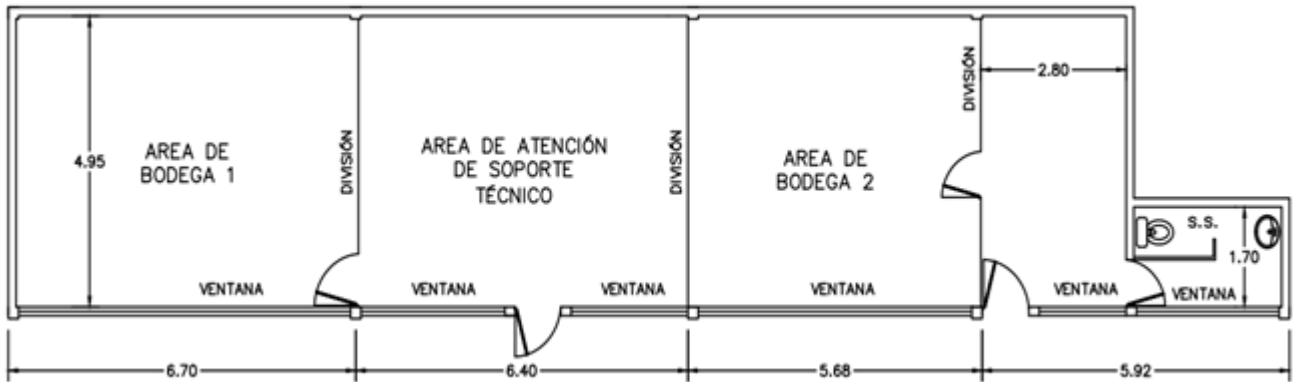 4.95
AREA DE
BODEGA 1
DIVISIÓN
VENTANA
AREA DE ATENCIÓN
DE SOPORTE
TÉCNICO
DIVISIÓN
VENTANA
VENTANA
AREA DE
BODEGA 2
DIVISIÓN
VENTANA
2.80
VENTANA
S.S.
1.70
VENTANA
6.70
6.40
5.68
5.92